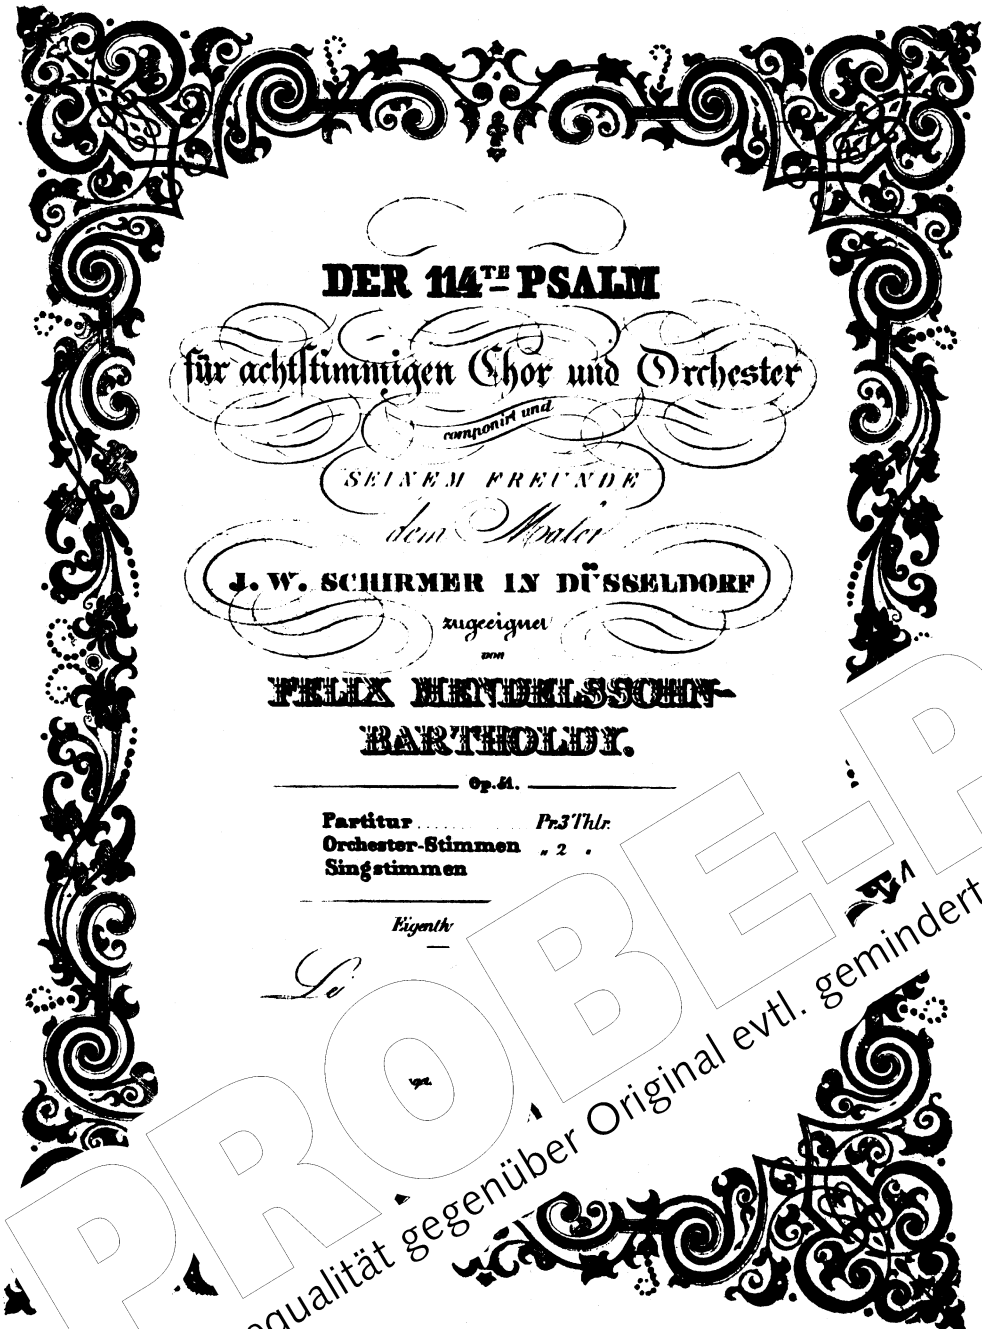 DER 114TE PSALM
für achtstimmigen Chor und Orchester
componirt und
SEINEM FREUNDE
dem Maler
J. W. SCHIRMER IN DÜSSELDORF
zugeeignet
von
FELIX MENDELSSOHN-
BARTHOLDY.
Op. 51.
Partitur ........ Pr. 3 Thlr.
Orchester-Stimmen „ 2 „
Singstimmen
Eigenth
Le
PROBE-P
equalität gegenüber Original evtl. gemindert